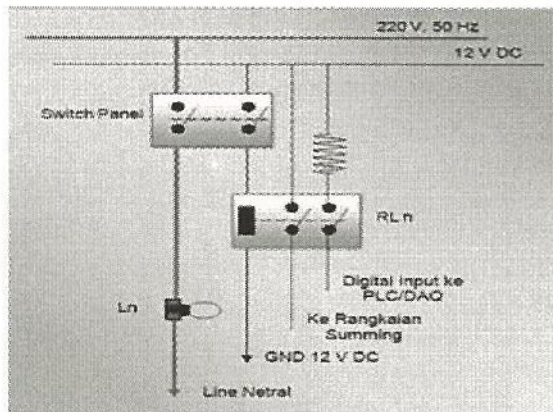 220 V, 50 Hz
12 V DC
Switch Panel
RL n
Digital input ke
PLC/DAQ
Ln
Ke Rangkaian
Summing
GND 12 V DC
Line Netral